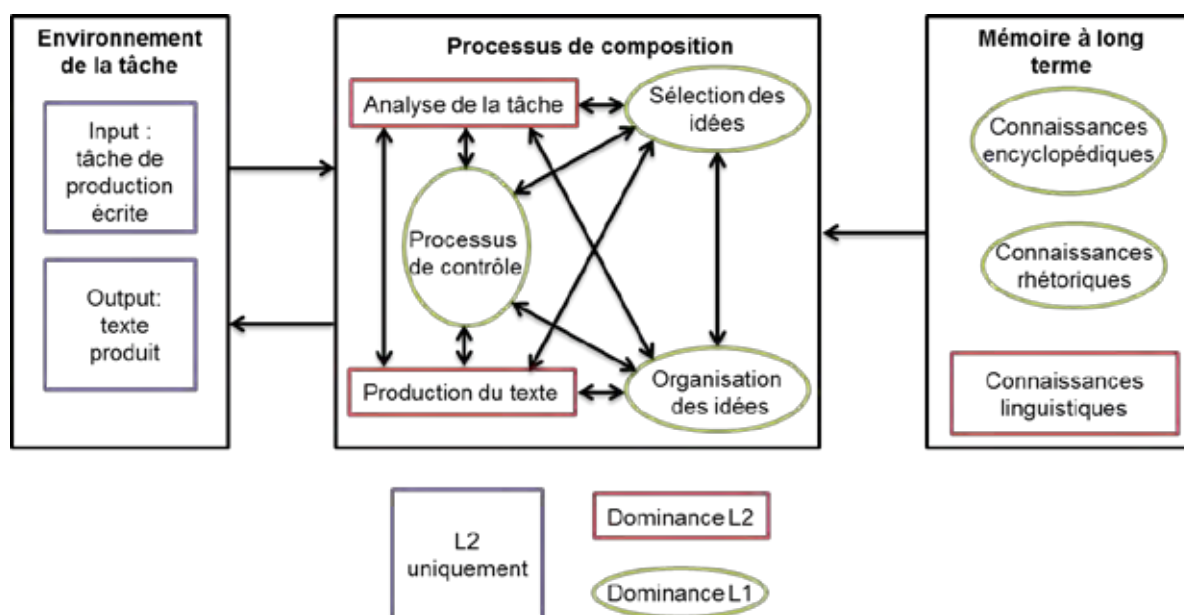 Environnement
de la tâche
Input :
tâche de
production
écrite
Output:
texte
produit
Processus de composition
Analyse de la tâche
Sélection des
idées
Processus
de contrôle
Production du texte
Organisation
des idées
Mémoire à long
terme
Connaissances
encyclopédiques
Connaissances
rhétoriques
Connaissances
linguistiques
L2
uniquement
Dominance L2
Dominance L1